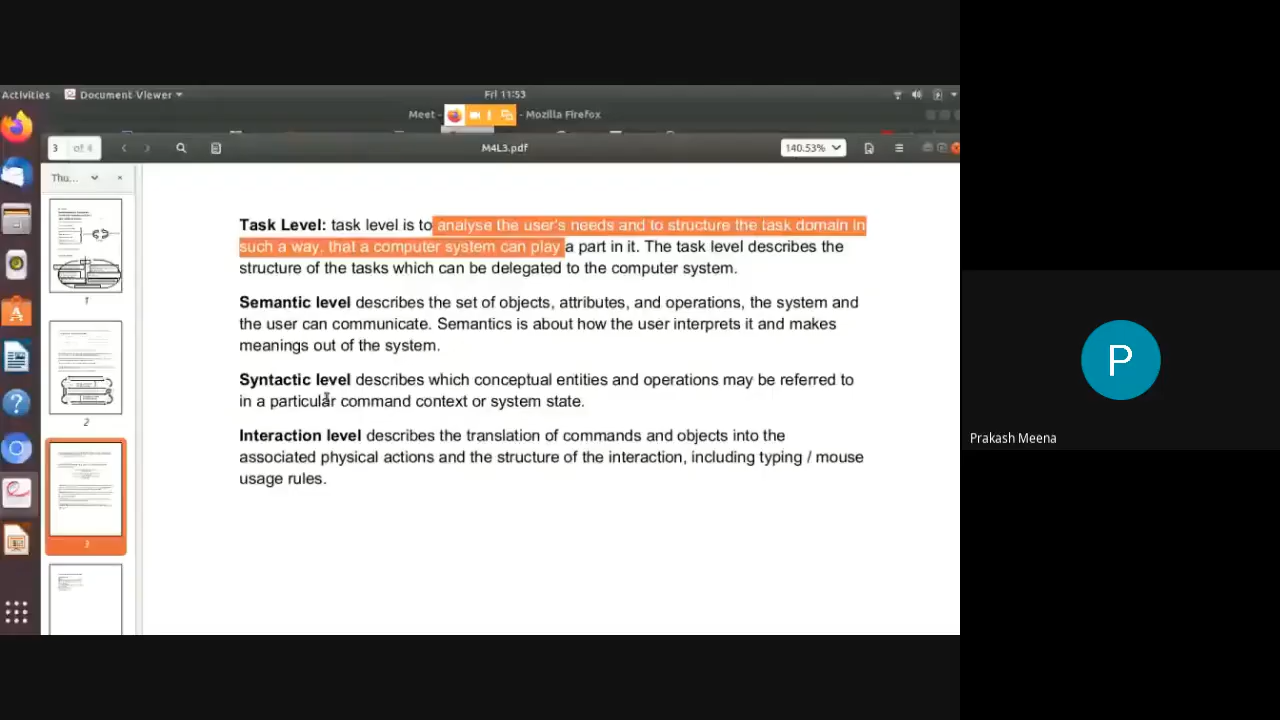 Activities Document Viewer Fri 11:53
Meet - - Mozilla Firefox
3 of 4 M4L3.pdf 140.53%
Thu...
Task Level: task level is to analyse the user's needs and to structure the task domain in
such a way, that a computer system can play a part in it. The task level describes the
structure of the tasks which can be delegated to the computer system.
Semantic level describes the set of objects, attributes, and operations, the system and
the user can communicate. Semantics is about how the user interprets it and makes
meanings out of the system.
Syntactic level describes which conceptual entities and operations may be referred to
in a particular command context or system state.
Interaction level describes the translation of commands and objects into the
associated physical actions and the structure of the interaction, including typing / mouse
usage rules.
1
2
3
P
Prakash Meena